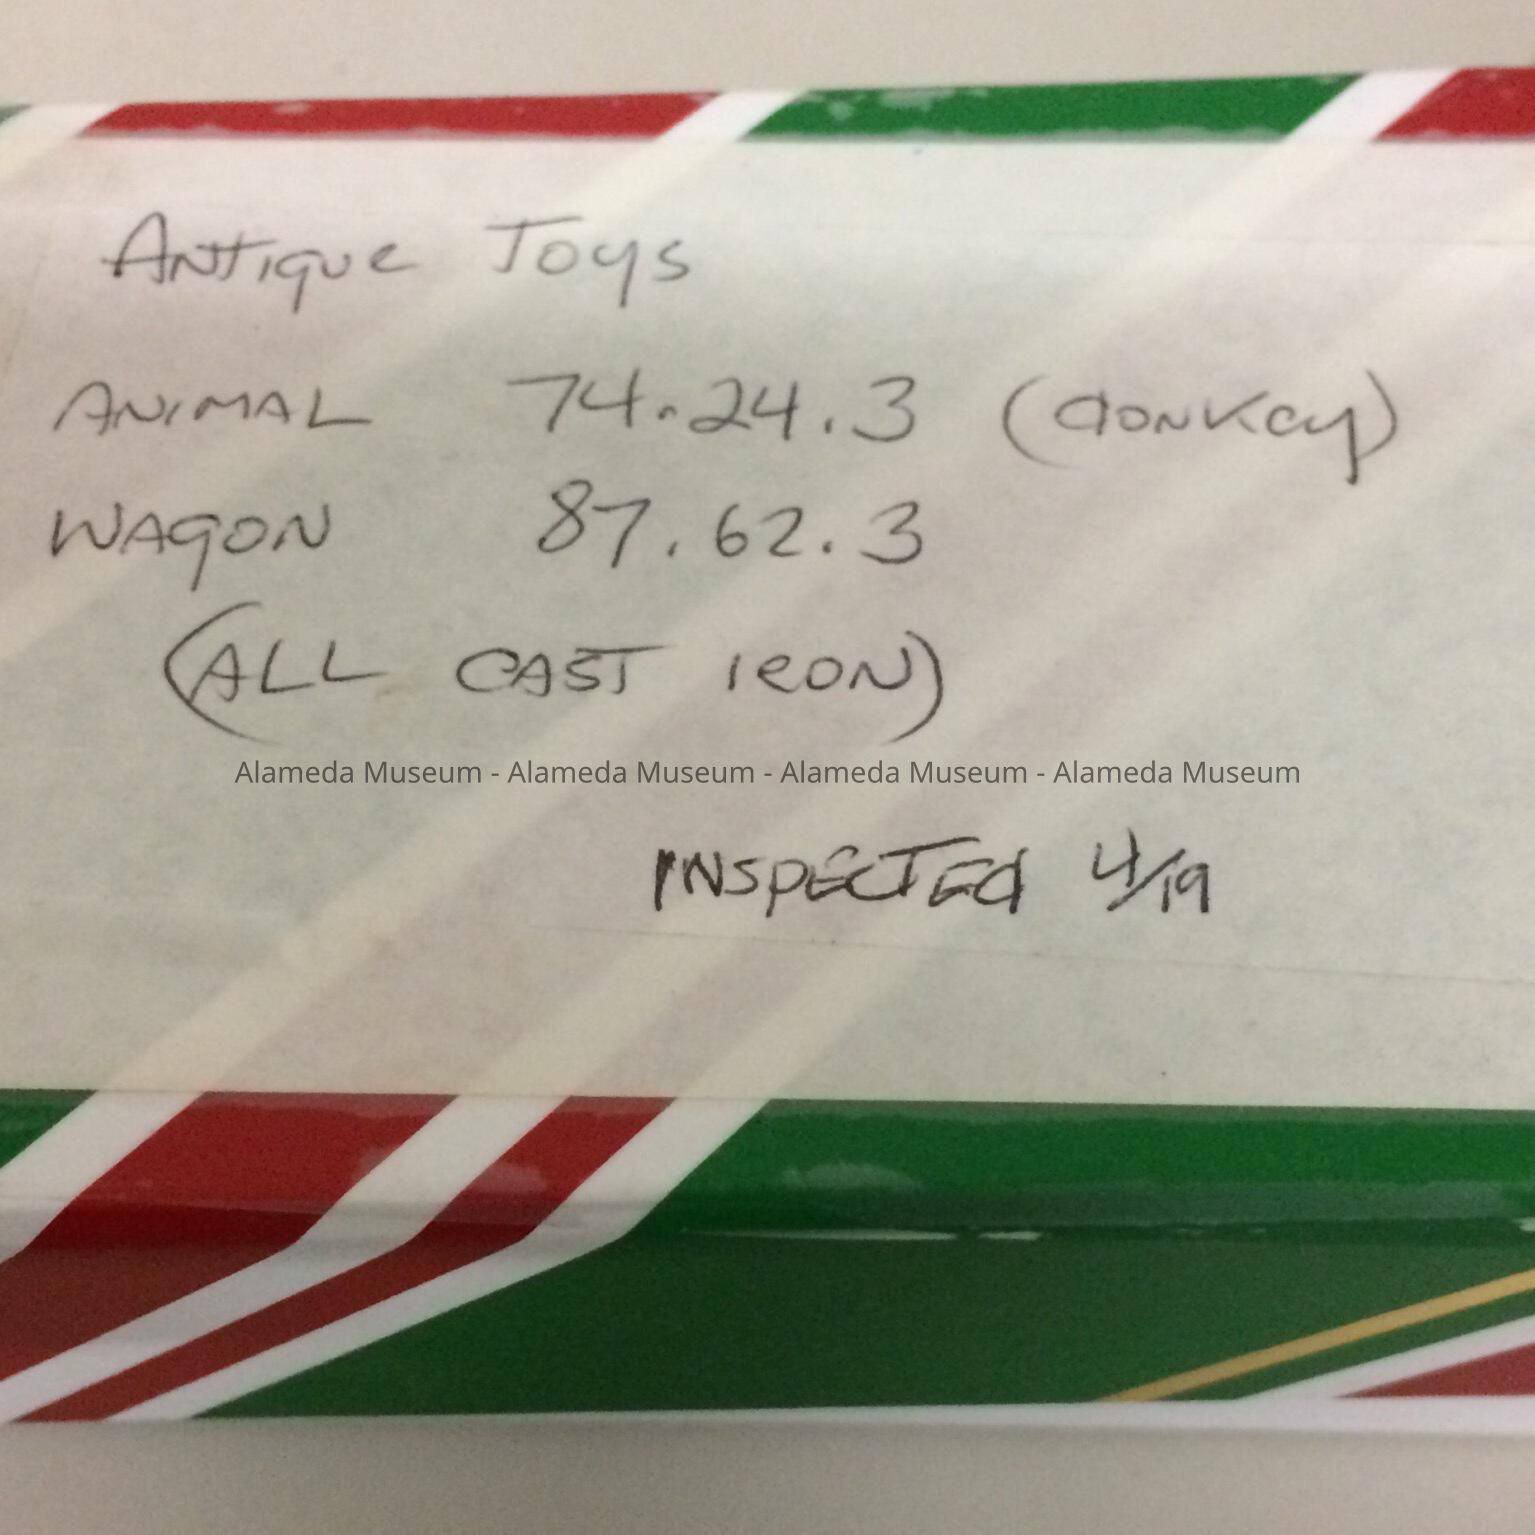 Antique Toys
ANIMAL 74.24.3 (donkey)
WAGON 87.62.3
(ALL CAST IRON)
Alameda Museum - Alameda Museum - Alameda Museum - Alameda Museum
INSPECTED 4/19